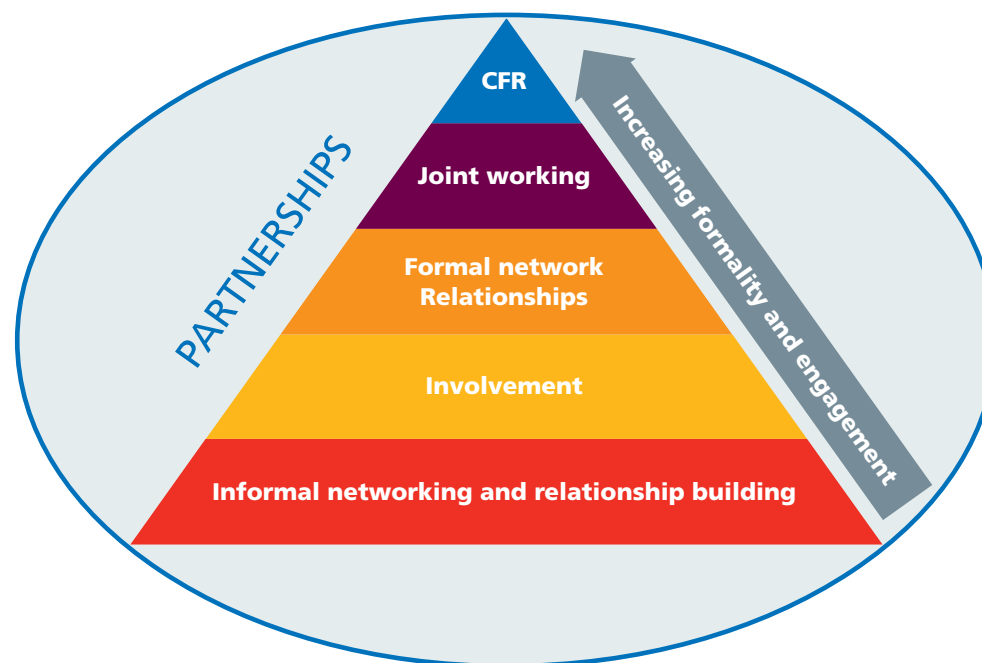 CFR
Joint working
Formal network
Relationships
Involvement
Informal networking and relationship building
PARTNERSHIPS
Increasing formality and engagement